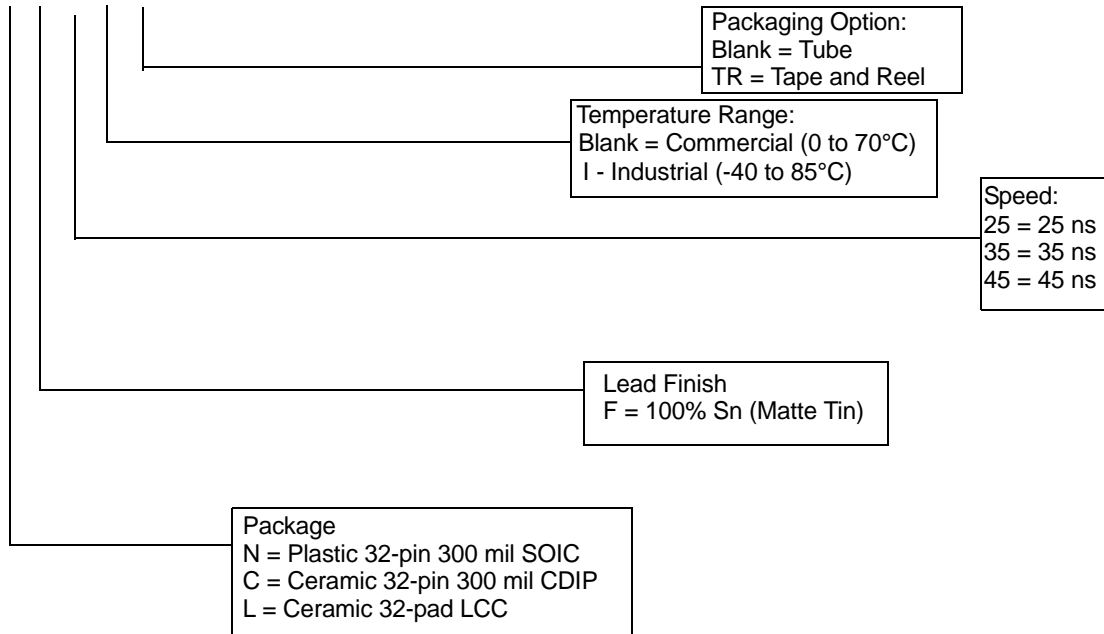 Packaging Option:
Blank = Tube
TR = Tape and Reel
Temperature Range:
Blank = Commercial (0 to 70°C)
I - Industrial (-40 to 85°C)
Speed:
25 = 25 ns
35 = 35 ns
45 = 45 ns
Lead Finish
F = 100% Sn (Matte Tin)
Package
N = Plastic 32-pin 300 mil SOIC
C = Ceramic 32-pin 300 mil CDIP
L = Ceramic 32-pad LCC